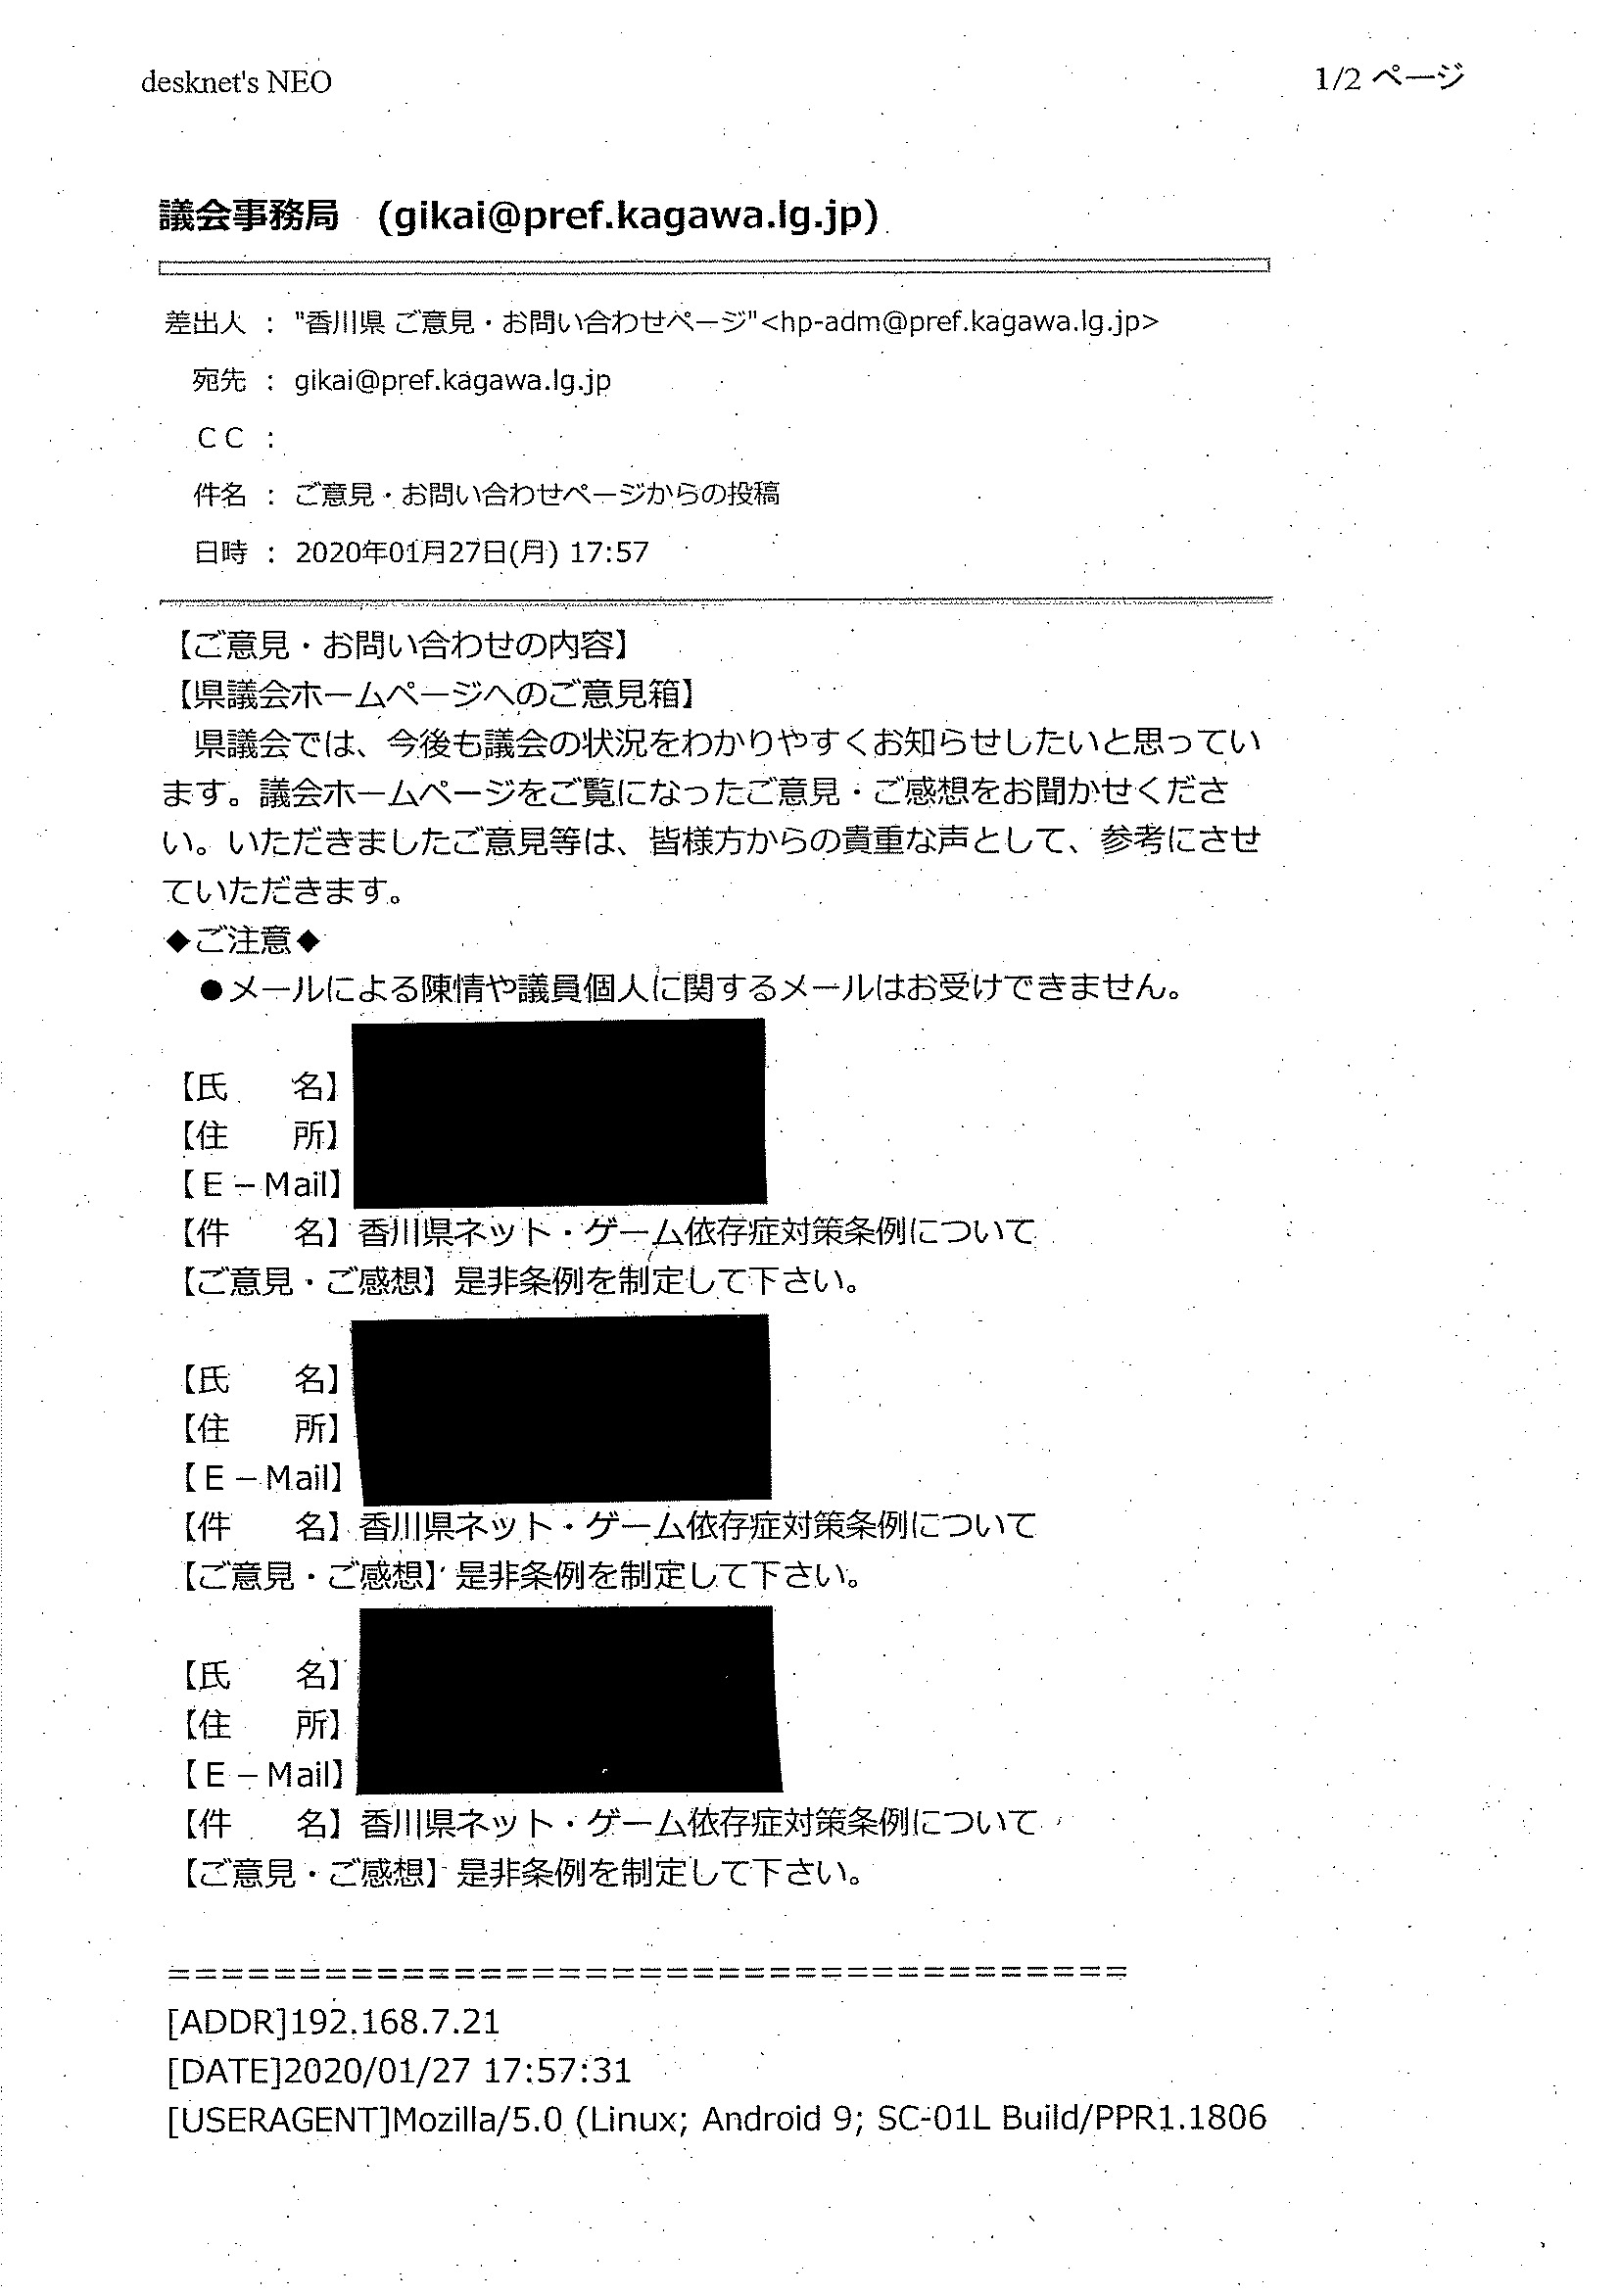 desknet's NEO
1/2 ページ
議会事務局 (gikai@pref.kagawa.lg.jp)
差出人 : "香川県 ご意見・お問い合わせページ"<hp-adm@pref.kagawa.lg.jp>
宛先 : gikai@pref.kagawa.lg.jp
ＣＣ :
件名 : ご意見・お問い合わせページからの投稿
日時 : 2020年01月27日(月) 17:57
【ご意見・お問い合わせの内容】
【県議会ホームページへのご意見箱】
　県議会では、今後も議会の状況をわかりやすくお知らせしたいと思ってい
ます。議会ホームページをご覧になったご意見・ご感想をお聞かせくださ
い。いただきましたご意見等は、皆様方からの貴重な声として、参考にさせ
ていただきます。
◆ご注意◆
　●メールによる陳情や議員個人に関するメールはお受けできません。
【氏　　名】
【住　　所】
【Ｅ－Mail】
【件　　名】香川県ネット・ゲーム依存症対策条例について
【ご意見・ご感想】是非条例を制定して下さい。
【氏　　名】
【住　　所】
【Ｅ－Mail】
【件　　名】香川県ネット・ゲーム依存症対策条例について
【ご意見・ご感想】是非条例を制定して下さい。
【氏　　名】
【住　　所】
【Ｅ－Mail】
【件　　名】香川県ネット・ゲーム依存症対策条例について
【ご意見・ご感想】是非条例を制定して下さい。
=====================================
[ADDR]192.168.7.21
[DATE]2020/01/27 17:57:31
[USERAGENT]Mozilla/5.0 (Linux; Android 9; SC-01L Build/PPR1.1806